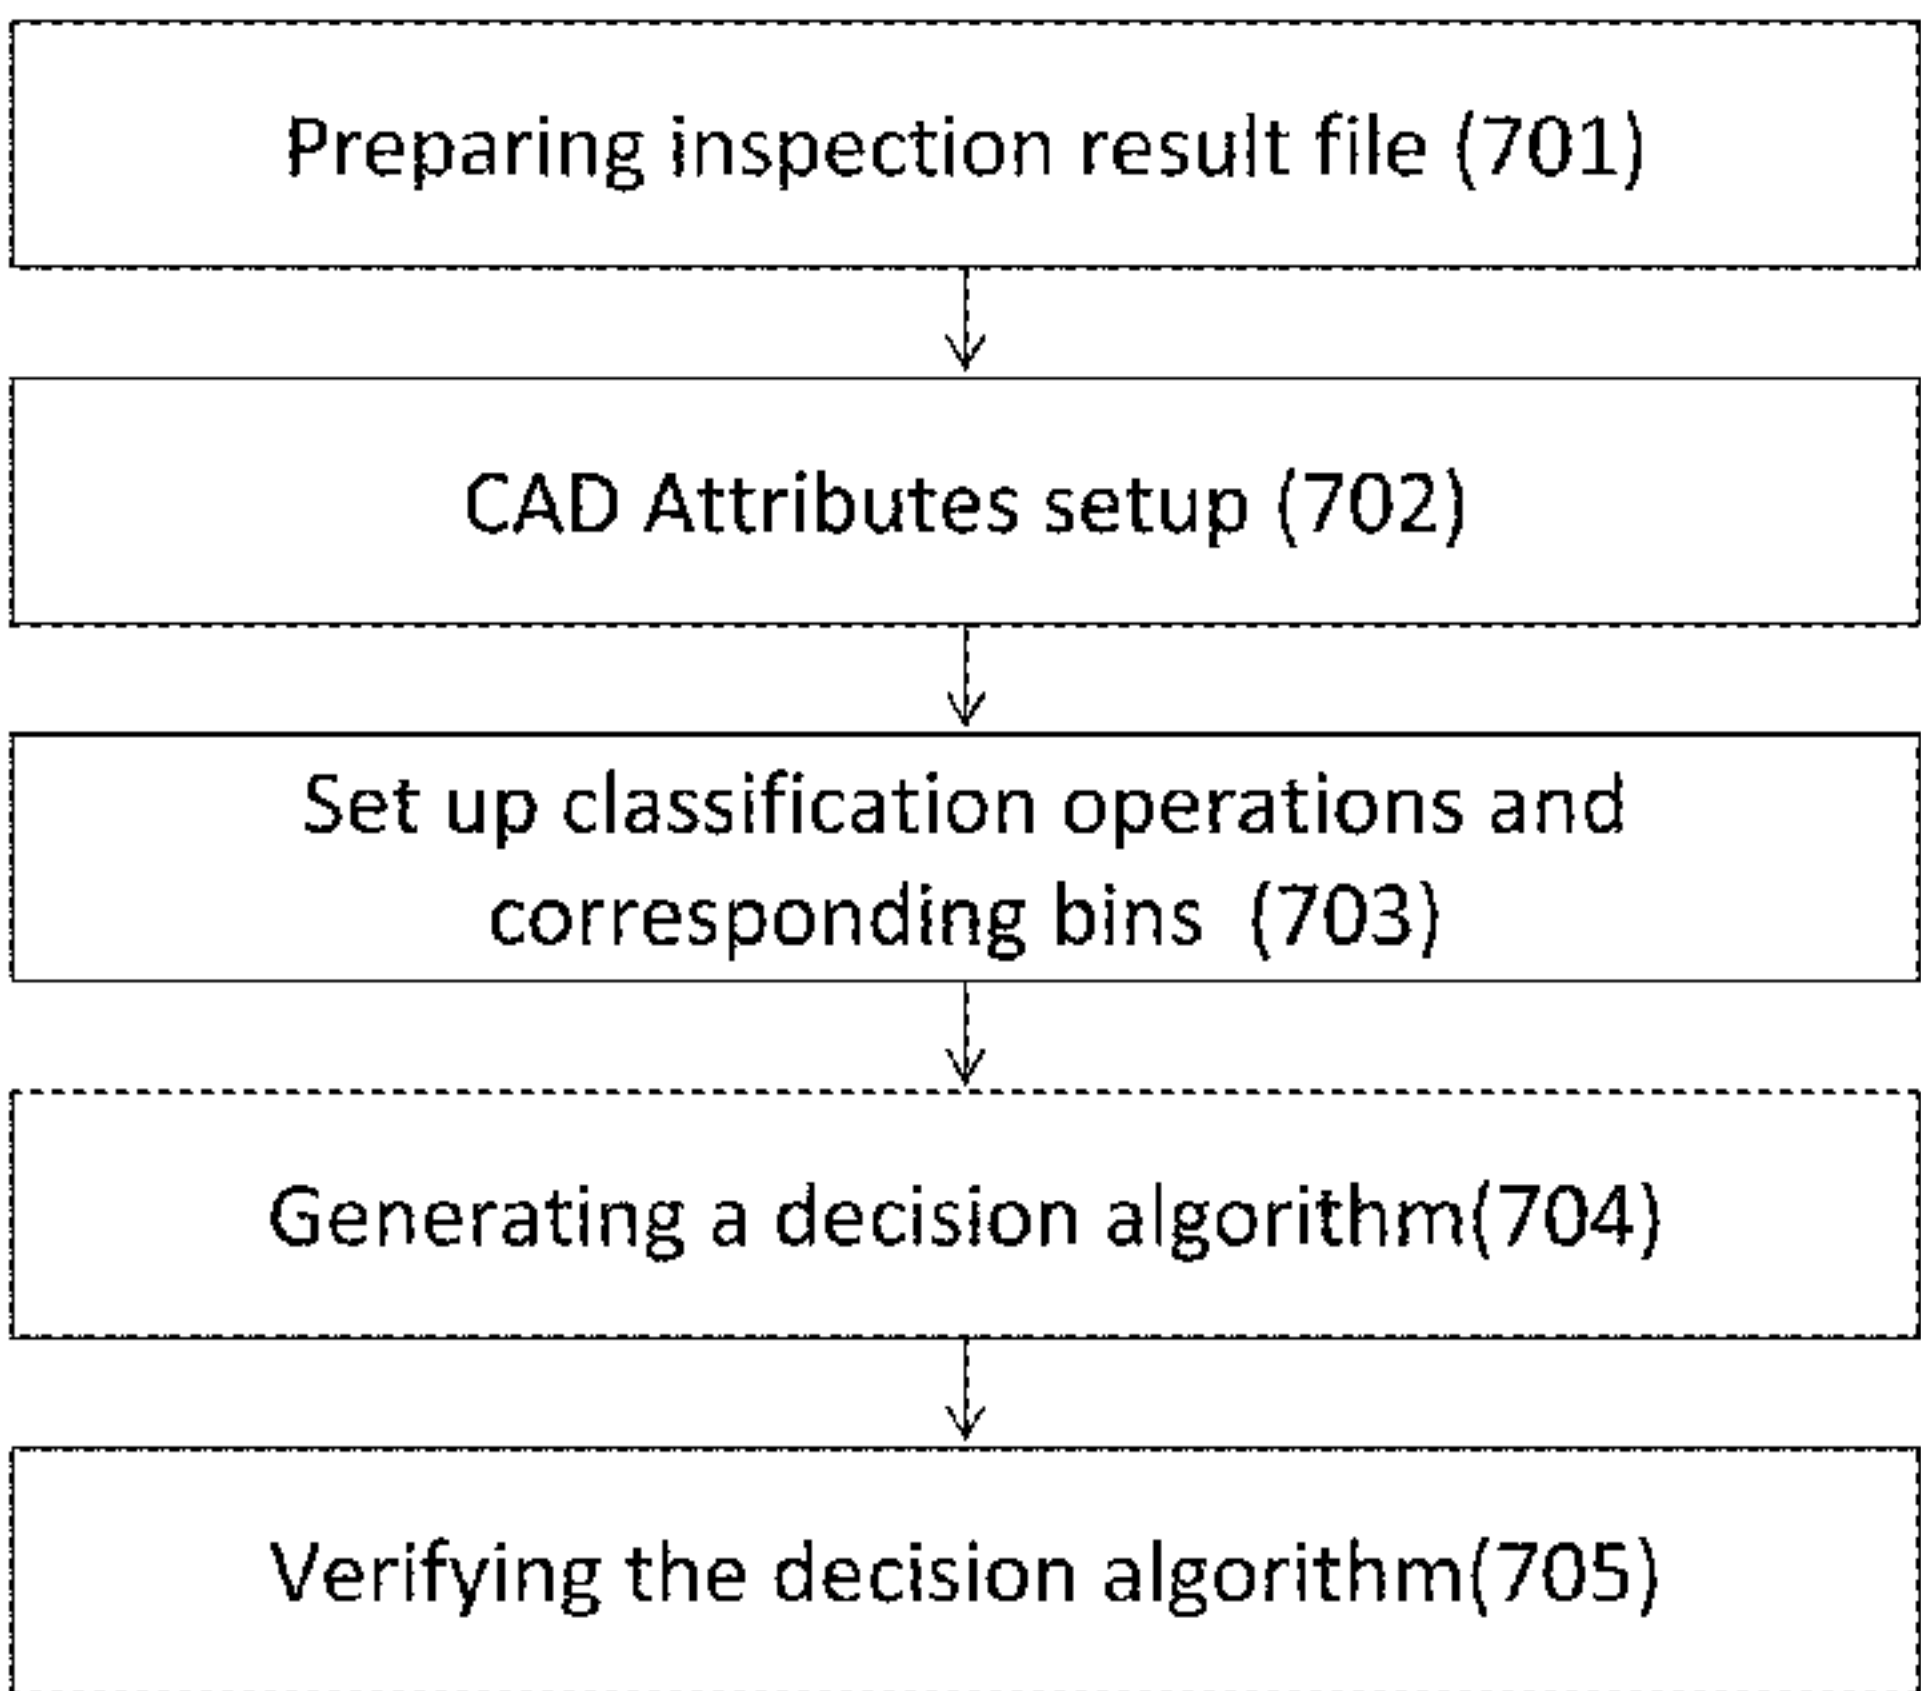 Preparing inspection result file (701)
CAD Attributes setup (702)
Set up classification operations and
corresponding bins (703)
Generating a decision algorithm(704)
Verifying the decision algorithm(705)